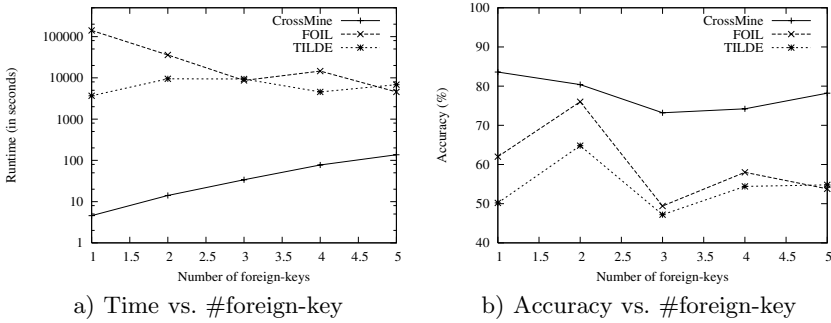 CrossMine
FOIL
TILDE
100000
10000
1000
100
10
1
Runtime (in seconds)
1 1.5 2 2.5 3 3.5 4 4.5 5
Number of foreign-keys
a) Time vs. #foreign-key
CrossMine
FOIL
TILDE
100
90
80
70
60
50
40
Accuracy (%)
1 1.5 2 2.5 3 3.5 4 4.5 5
Number of foreign-keys
b) Accuracy vs. #foreign-key